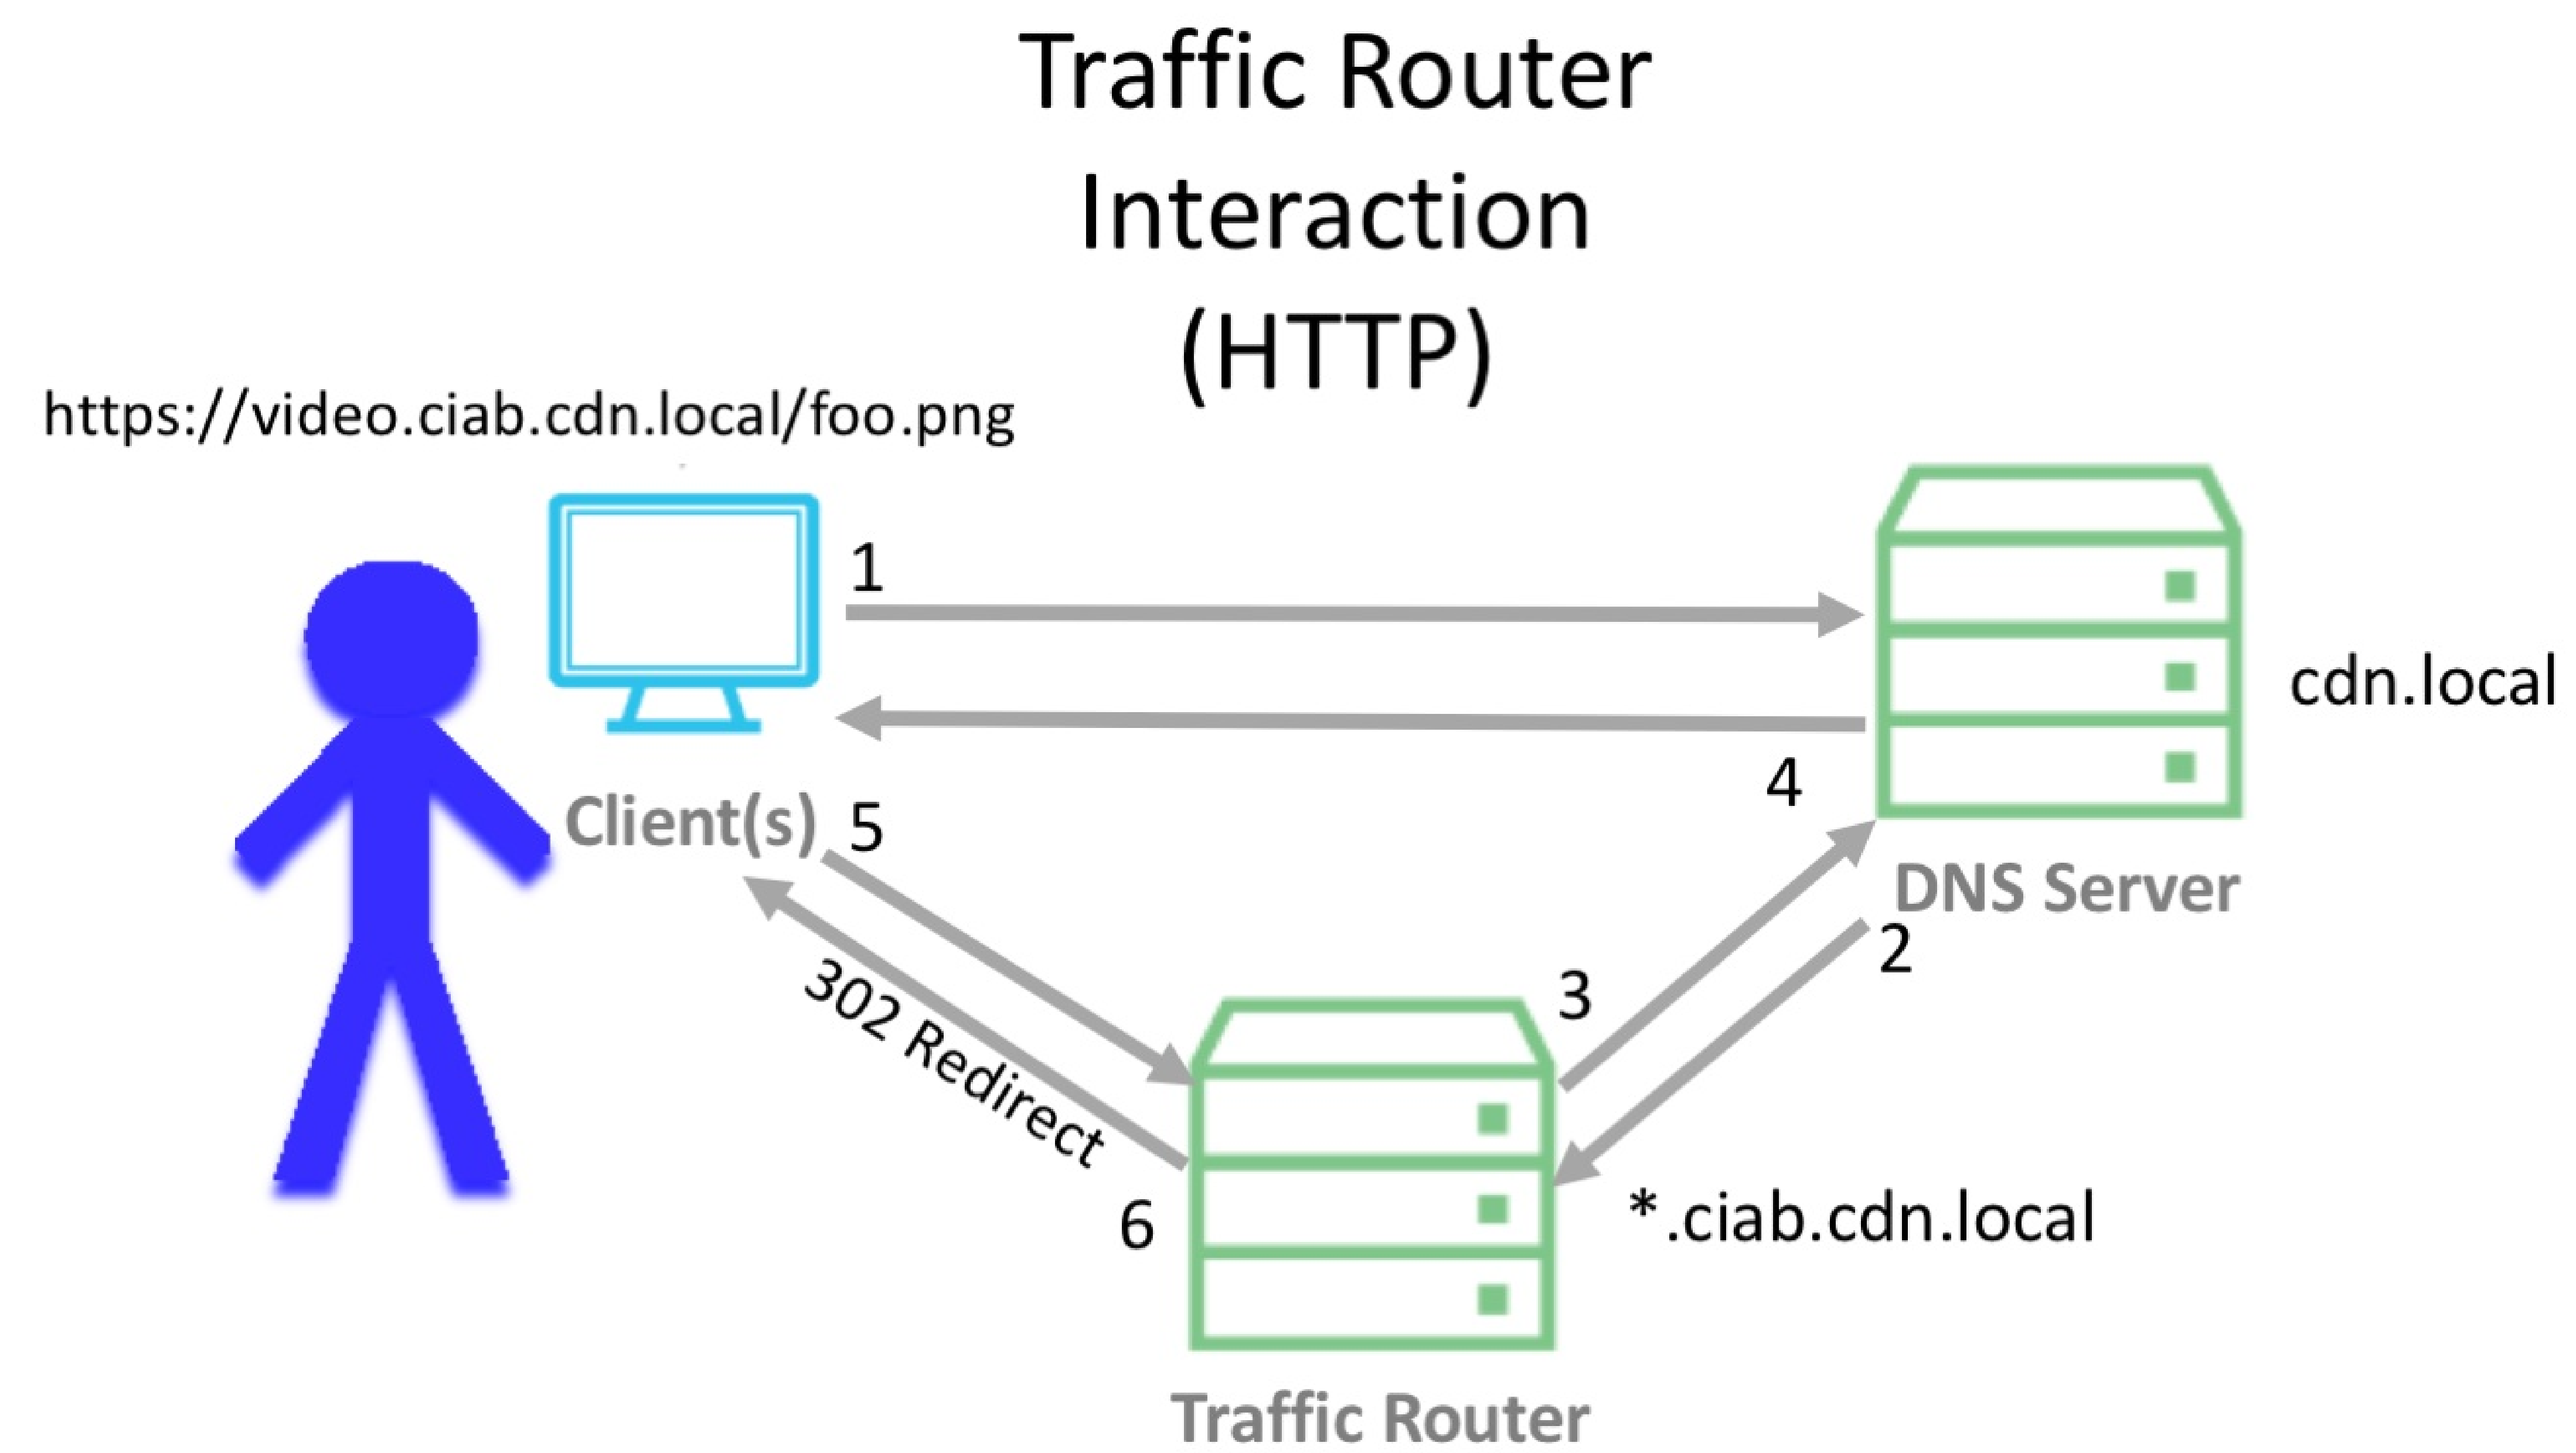 Traffic Router
Interaction
(HTTP)
https://video.ciab.cdn.local/foo.png
1
cdn.local
4
Client(s)
5
DNS Server
2
3
302 Redirect
6
*.ciab.cdn.local
Traffic Router